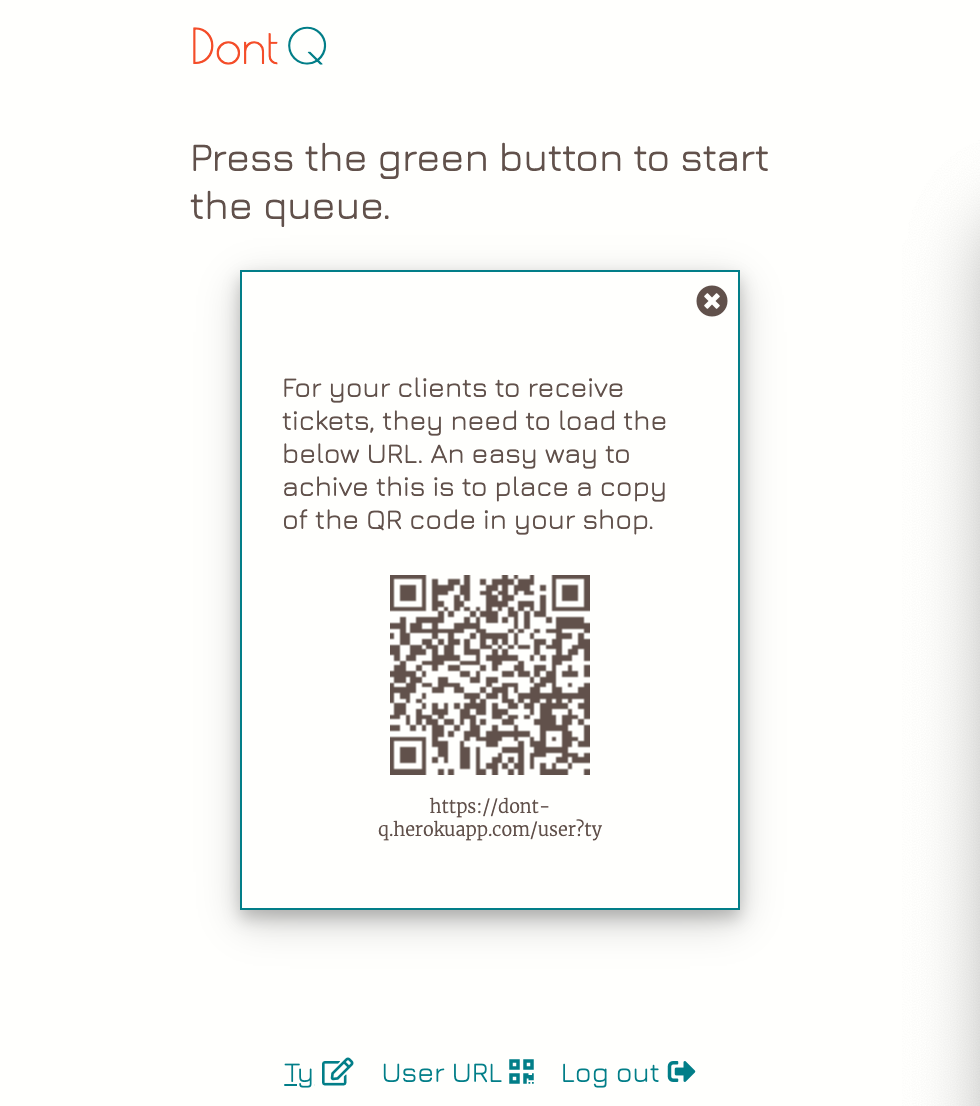 Dont Q
Press the green button to start
the queue.
For your clients to receive
tickets, they need to load the
below URL. An easy way to
achive this is to place a copy
of the QR code in your shop.
https://dont-
q.herokuapp.com/user?ty
Ty User URL Log out